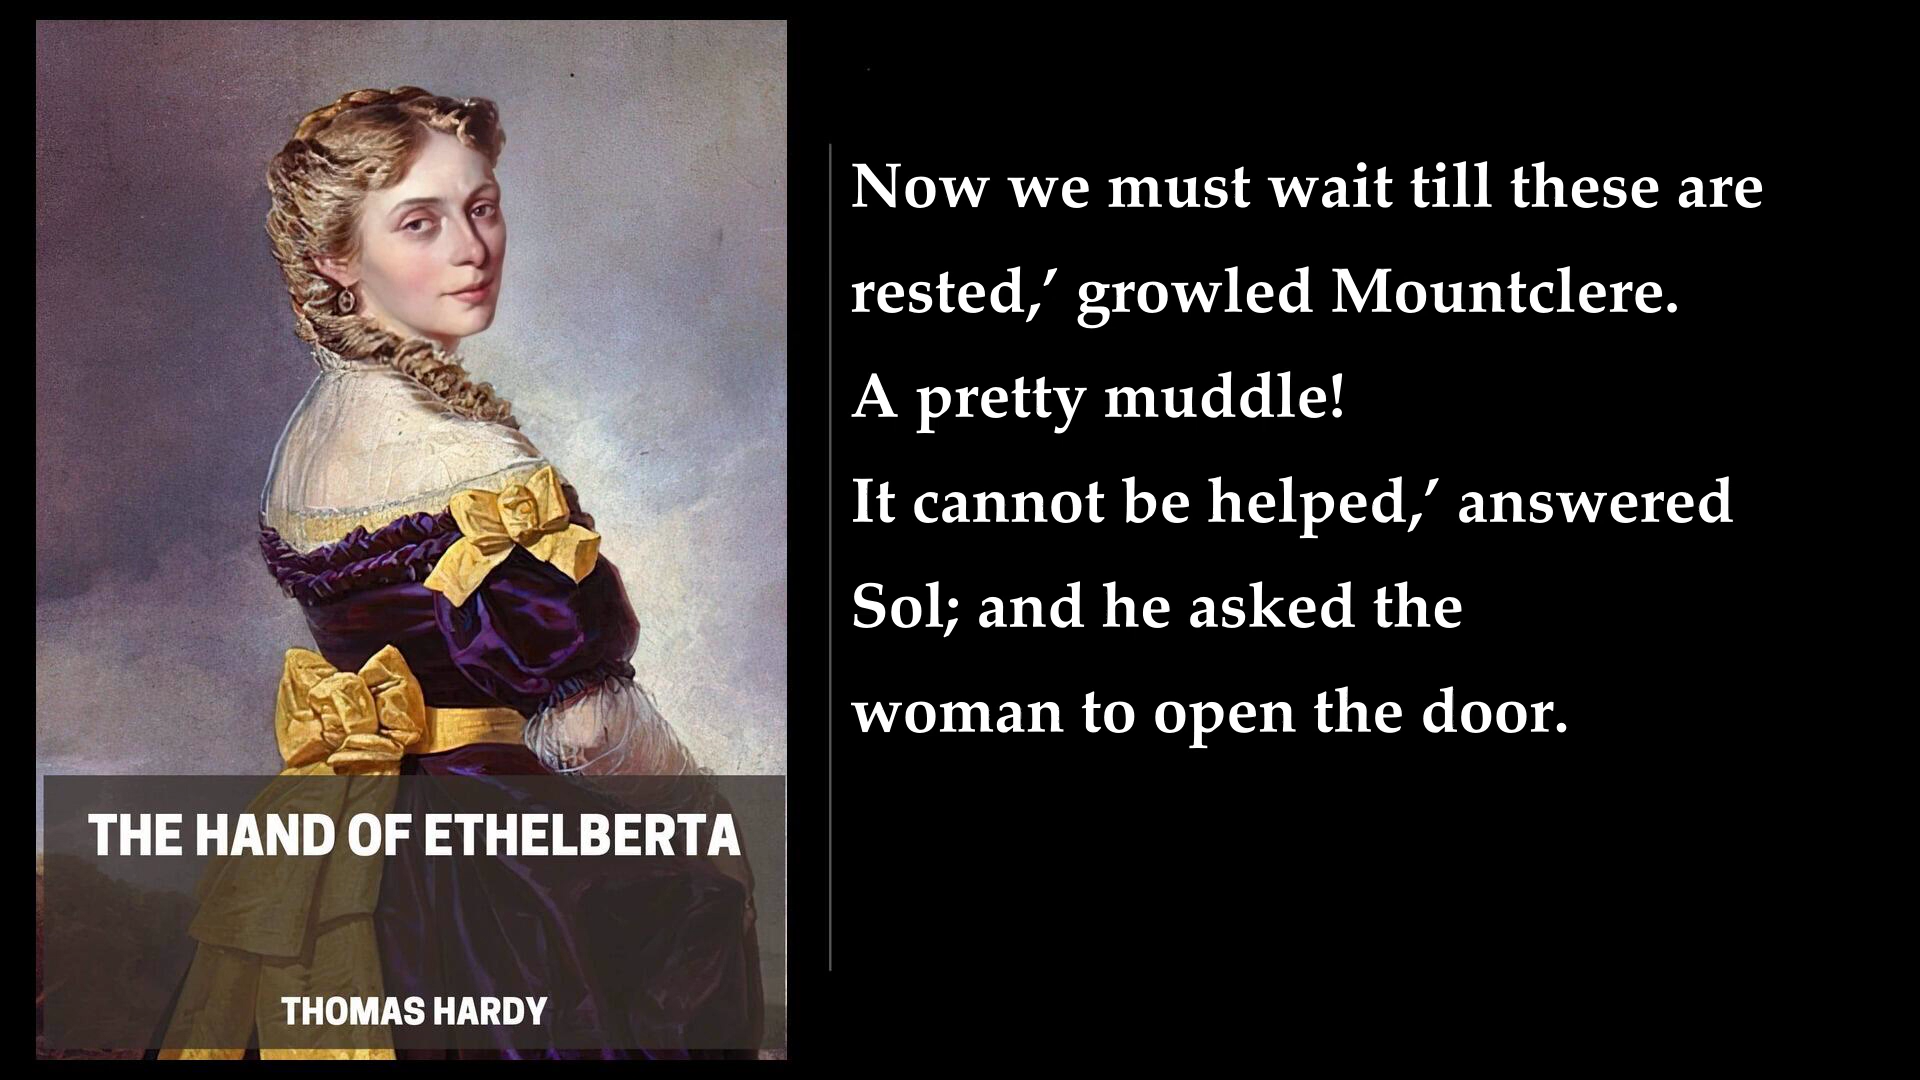 Now we must wait till these are
rested,’ growled Mountclere.
A pretty muddle!
It cannot be helped,’ answered
Sol; and he asked the
woman to open the door.
THE HAND OF ETHELBERTA
THOMAS HARDY